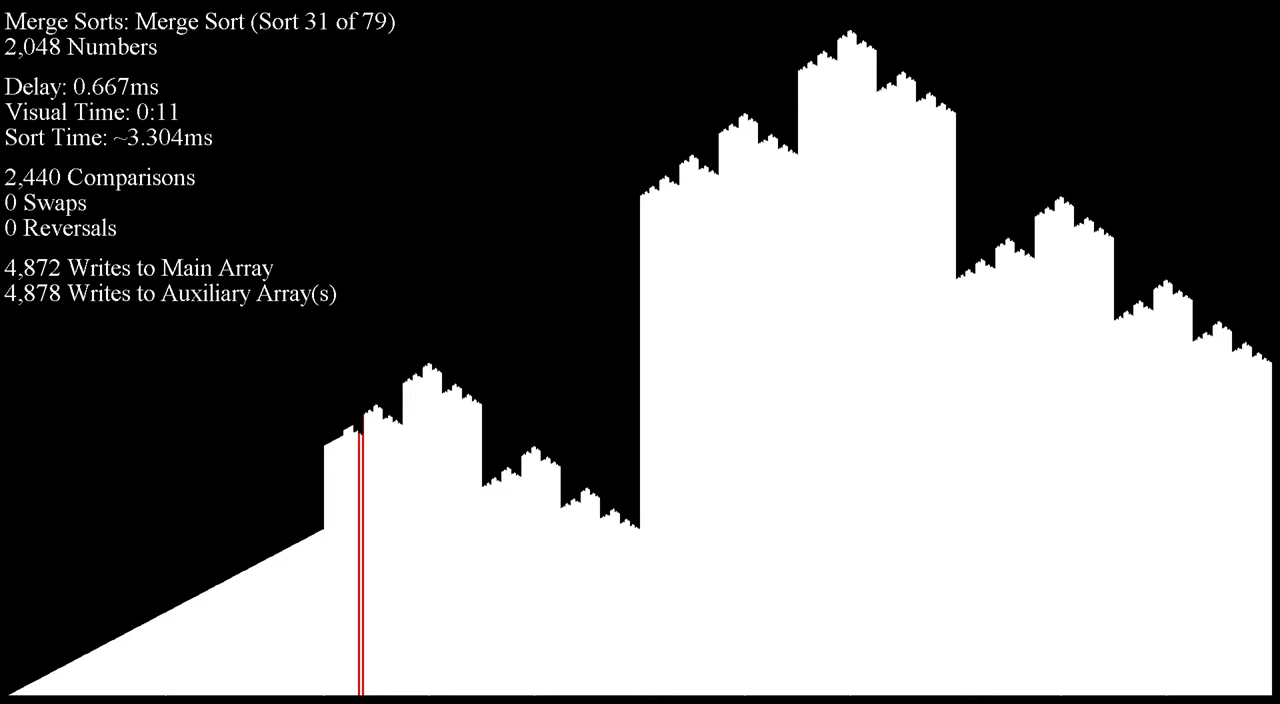 Merge Sorts: Merge Sort (Sort 31 of 79)
2,048 Numbers
Delay: 0.667ms
Visual Time: 0:11
Sort Time: ~3.304ms
2,440 Comparisons
0 Swaps
0 Reversals
4,872 Writes to Main Array
4,878 Writes to Auxiliary Array(s)